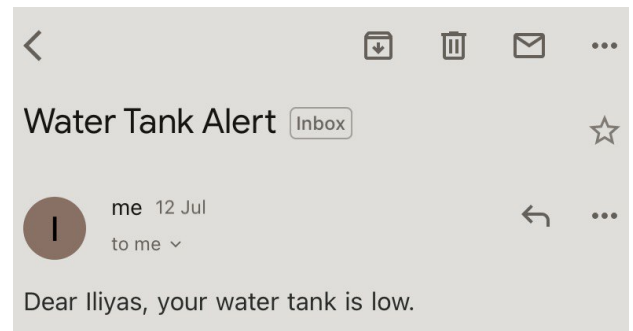 Water Tank Alert Inbox
I
me 12 Jul
to me
Dear Iliyas, your water tank is low.